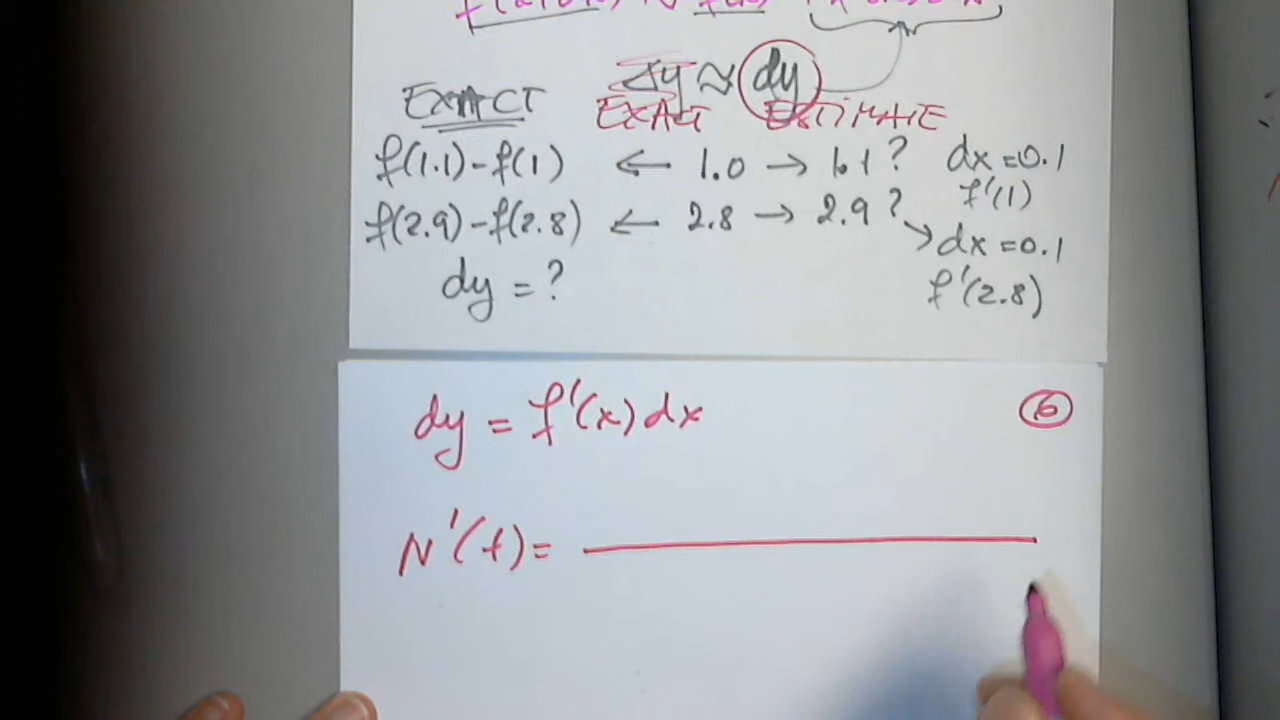 Δy ≈ dy
EXACT EXACT ESTIMATE
f(1.1)-f(1) ← 1.0 → 1.1? dx=0.1
f'(1)
f(2.9)-f(2.8) ← 2.8 → 2.9?
→ dx=0.1
dy=? f'(2.8)
dy = f'(x)dx 6
N'(t)=